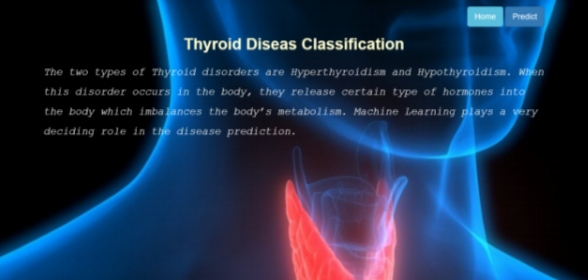 Home Predict
Thyroid Diseas Classification
The two types of Thyroid disorders are Hyperthyroidism and Hypothyroidism. When
this disorder occurs in the body, they release certain type of hormones into
the body which imbalances the body's metabolism. Machine Learning plays a very
deciding role in the disease prediction.